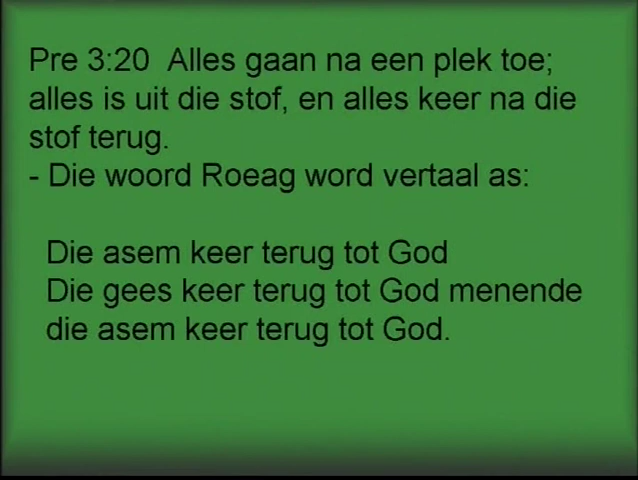 Pre 3:20  Alles gaan na een plek toe;
alles is uit die stof, en alles keer na die
stof terug.
- Die woord Roeag word vertaal as:
Die asem keer terug tot God
Die gees keer terug tot God menende
die asem keer terug tot God.